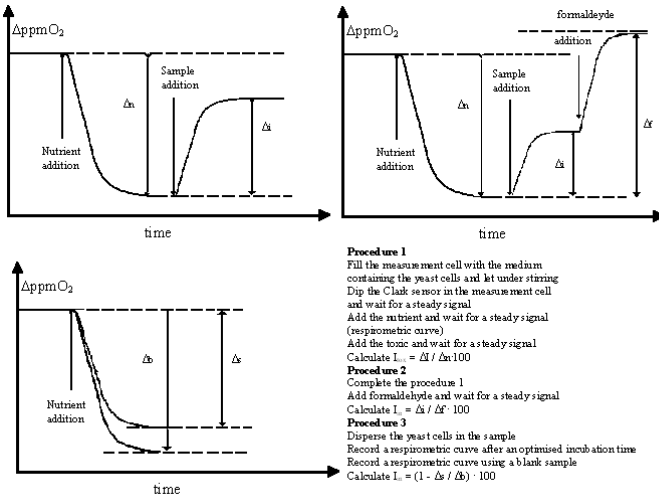 ΔppmO2
Sample
addition
Δn
Δi
Nutrient
addition
time
formaldeyde
ΔppmO2
addition
Sample
addition
Δn
Δf
Nutrient
addition
Δi
time
ΔppmO2
Δb
Δs
Nutrient
addition
time
Procedure 1
Fill the measurement cell with the medium
containing the yeast cells and let under stirring
Dip the Clark sensor in the measurement cell
and wait for a steady signal
Add the nutrient and wait for a steady signal
(respirometric curve)
Add the toxic and wait for a steady signal
Calculate I = ΔI / Δn·100
Procedure 2
Complete the procedure 1
Add formaldehyde and wait for a steady signal
Calculate I = Δi / Δf · 100
Procedure 3
Disperse the yeast cells in the sample
Record a respirometric curve after an optimised incubation time
Record a respirometric curve using a blank sample
Calculate I = (1 - Δs / Δb) · 100